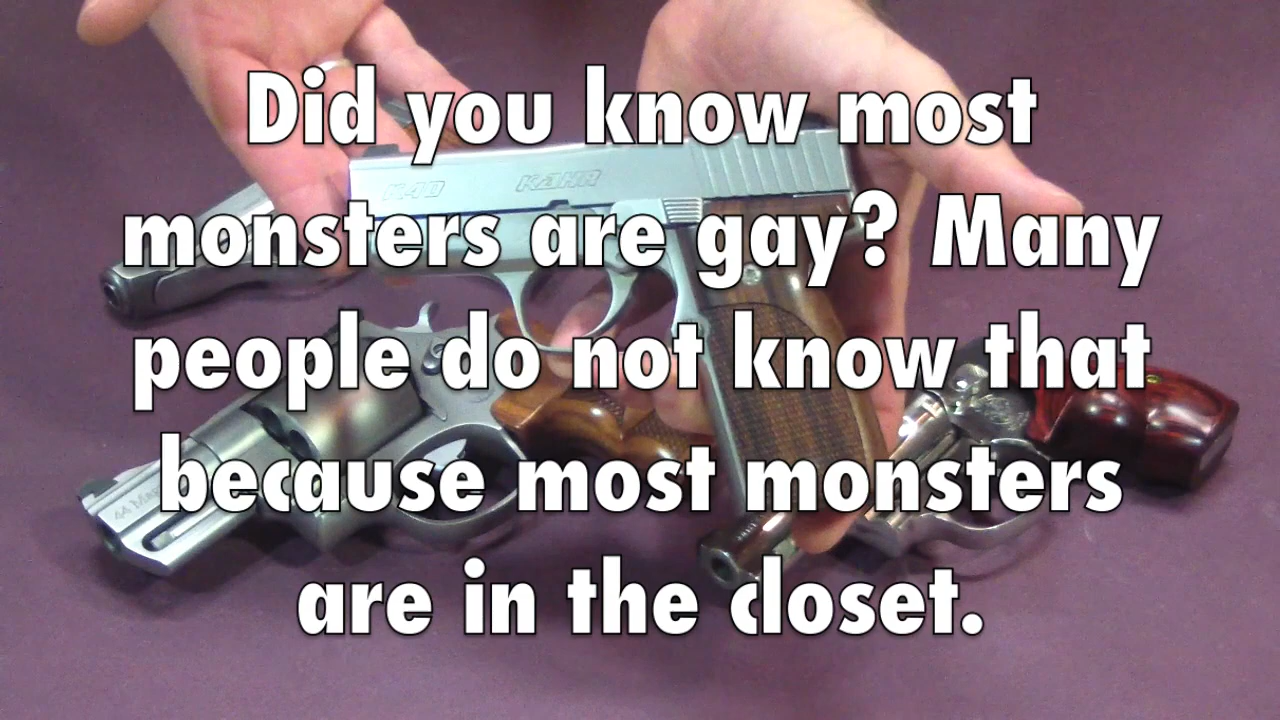 Did you know most
monsters are gay? Many
people do not know that
because most monsters
are in the closet.
K40 KAHR